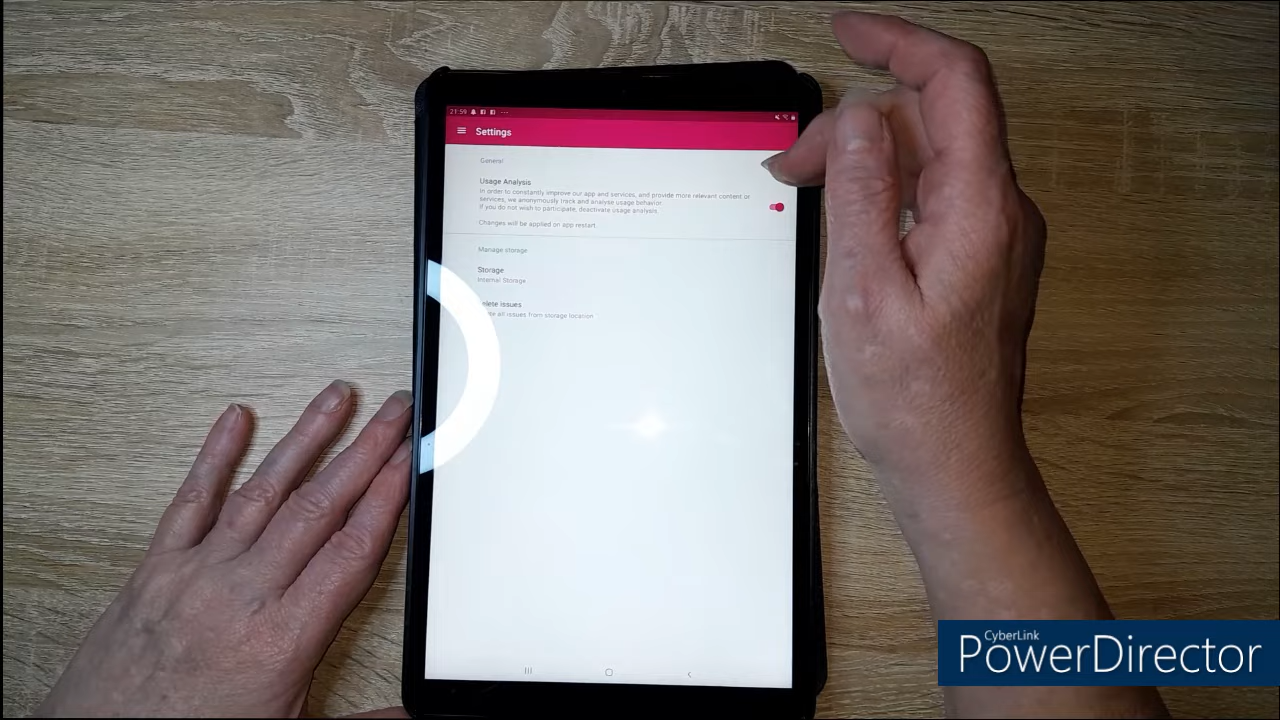 21:59
Settings
General
Usage Analysis
In order to constantly improve our app and services, and provide more relevant content or
services, we anonymously track and analyse usage behavior.
If you do not wish to participate, deactivate usage analysis.
Changes will be applied on app restart.
Manage storage
Storage
Internal Storage
issues
all issues from storage location
CyberLink
PowerDirector